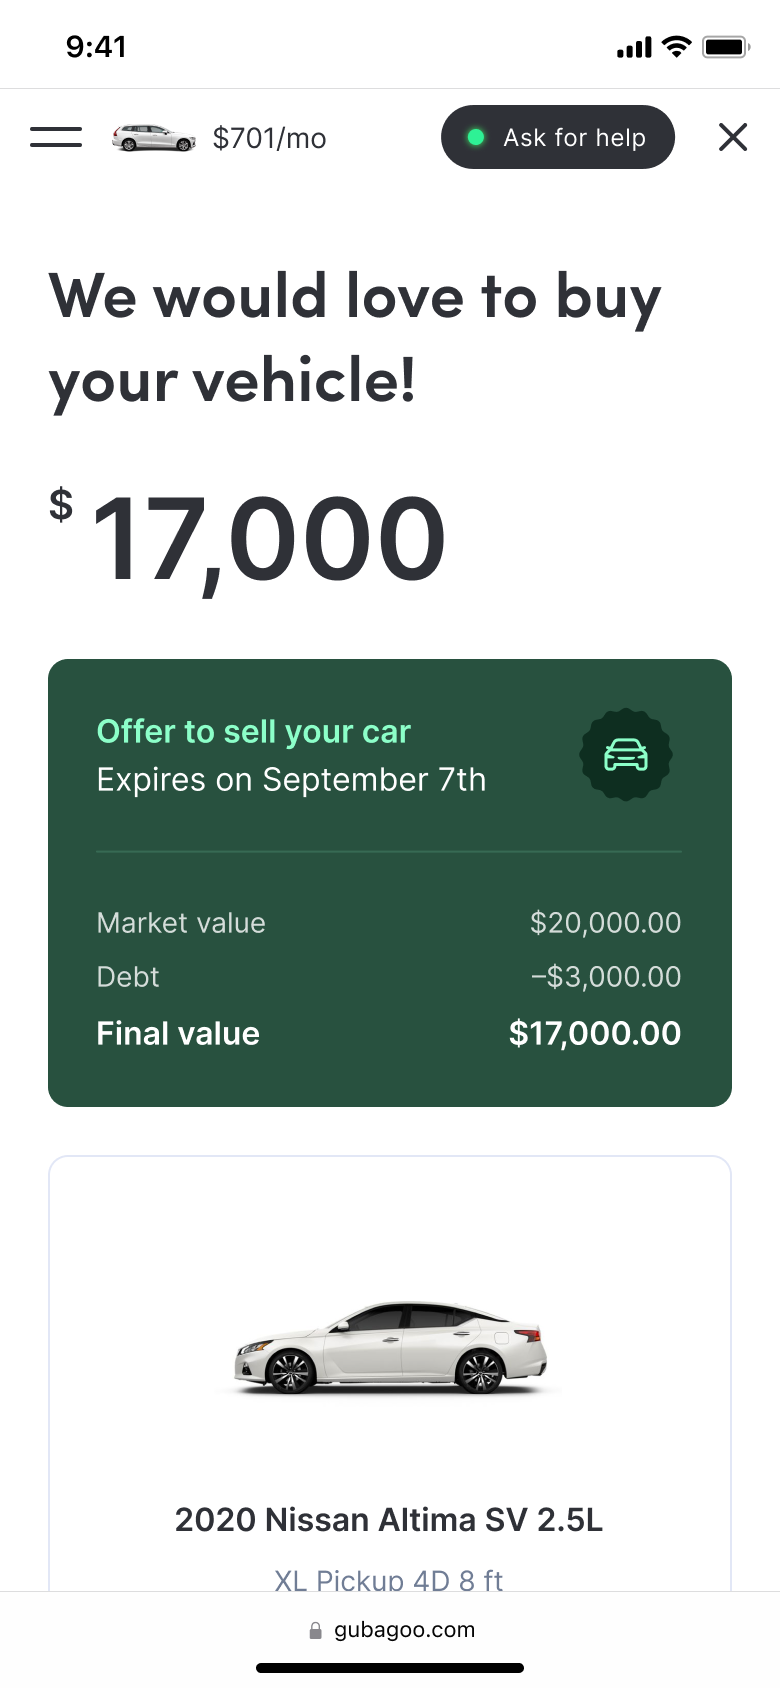 9:41
$701/mo
Ask for help
We would love to buy
your vehicle!
$ 17,000
Offer to sell your car
Expires on September 7th
Market value $20,000.00
Debt –$3,000.00
Final value $17,000.00
2020 Nissan Altima SV 2.5L
XL Pickup 4D 8 ft
gubagoo.com